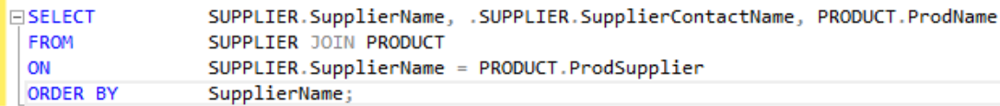 SELECT SUPPLIER.SupplierName, .SUPPLIER.SupplierContactName, PRODUCT.ProdName
FROM SUPPLIER JOIN PRODUCT
ON SUPPLIER.SupplierName = PRODUCT.ProdSupplier
ORDER BY SupplierName;